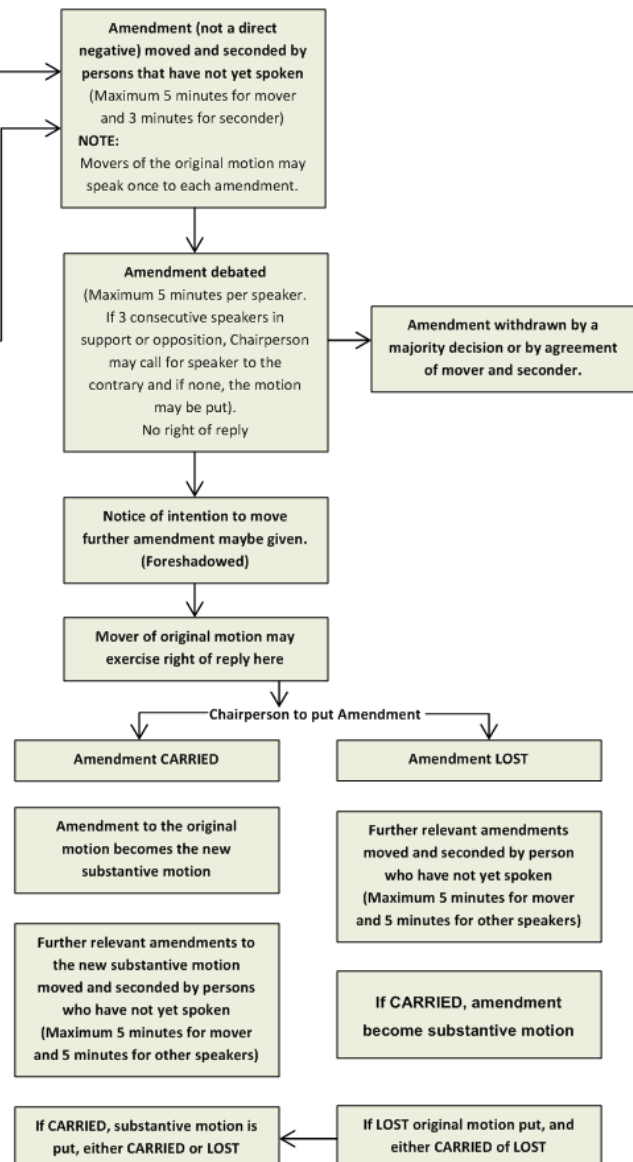 Amendment (not a direct
negative) moved and seconded by
persons that have not yet spoken
(Maximum 5 minutes for mover
and 3 minutes for seconder)
NOTE:
Movers of the original motion may
speak once to each amendment.
Amendment debated
(Maximum 5 minutes per speaker.
If 3 consecutive speakers in
support or opposition, Chairperson
may call for speaker to the
contrary and if none, the motion
may be put).
No right of reply
Amendment withdrawn by a
majority decision or by agreement
of mover and seconder.
Notice of intention to move
further amendment maybe given.
(Foreshadowed)
Mover of original motion may
exercise right of reply here
Chairperson to put Amendment
Amendment CARRIED
Amendment to the original
motion becomes the new
substantive motion
Further relevant amendments to
the new substantive motion
moved and seconded by persons
who have not yet spoken
(Maximum 5 minutes for mover
and 5 minutes for other speakers)
If CARRIED, substantive motion is
put, either CARRIED or LOST
Amendment LOST
Further relevant amendments
moved and seconded by person
who have not yet spoken
(Maximum 5 minutes for mover
and 5 minutes for other speakers)
If CARRIED, amendment
become substantive motion
If LOST original motion put, and
either CARRIED of LOST